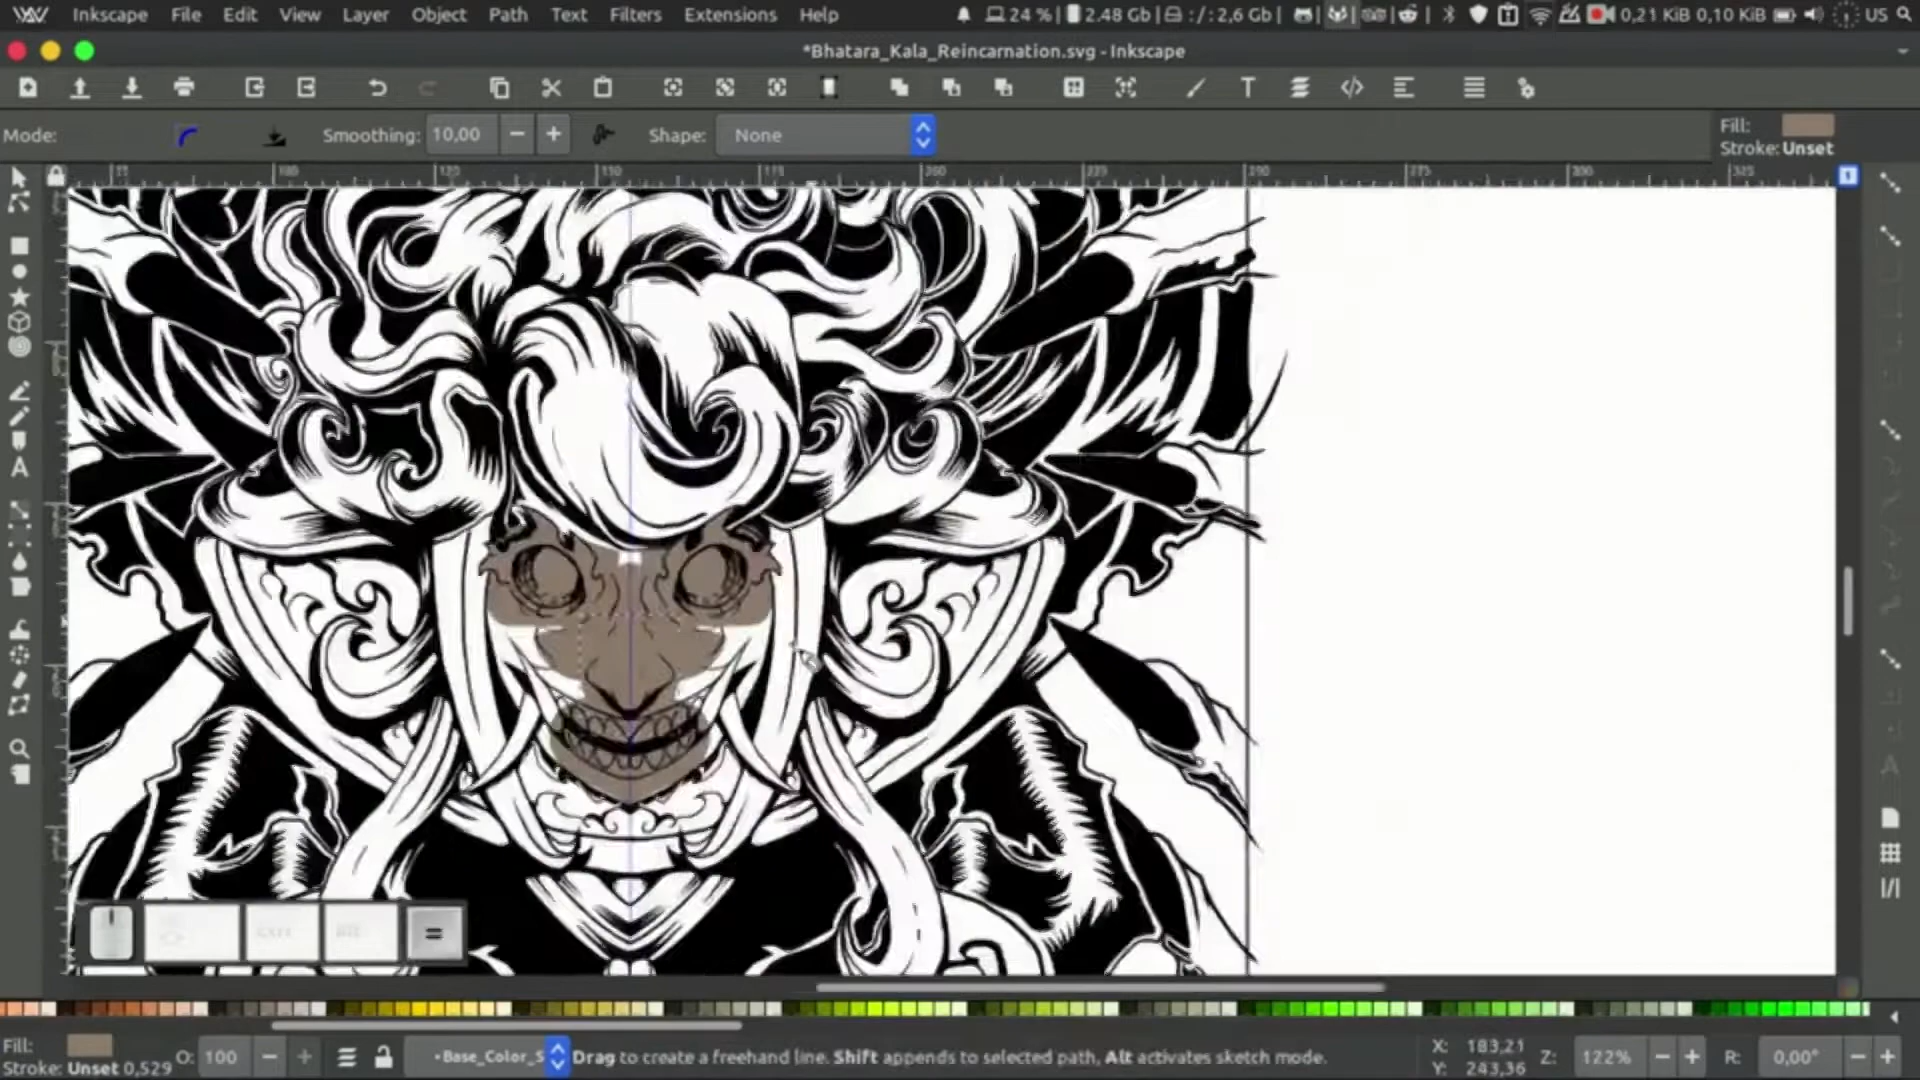 Inkscape File Edit View Layer Object Path Text Filters Extensions Help 24 % 2.48 Gb :/: 2,6 Gb 0,21 KiB 0,10 KiB US
*Bhatara_Kala_Reincarnation.svg - Inkscape
Mode: Smoothing: 10,00 − + Shape: None Fill:
Stroke: Unset
=
Fill:
Stroke: Unset 0,529 O: 100 − + •Base_Color_S Drag to create a freehand line. Shift appends to selected path, Alt activates sketch mode. X: 183,21
Y: 243,36 Z: 122% − + R: 0,00° − +